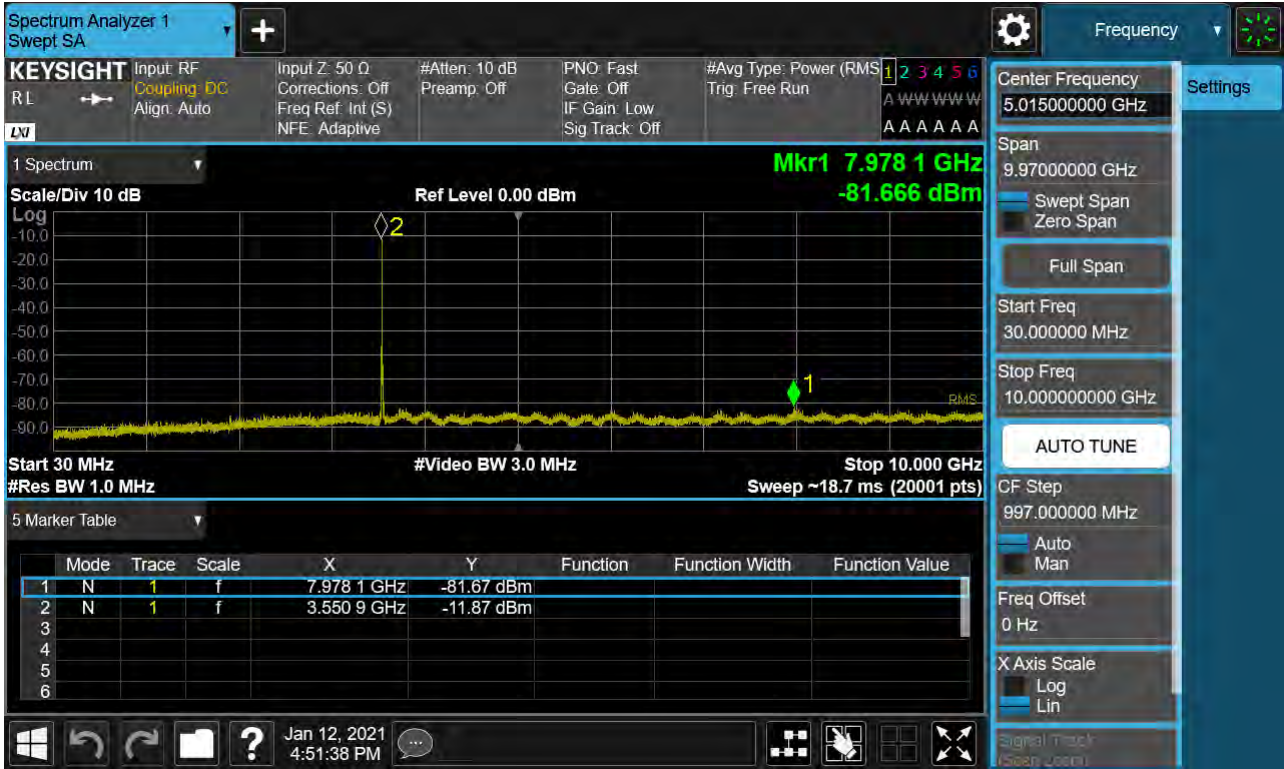 Spectrum Analyzer 1
Swept SA
+
Frequency
KEYSIGHT
RL
LXI
Input: RF
Coupling: DC
Align: Auto
Input Z: 50 Ω
Corrections: Off
Freq Ref: Int (S)
NFE: Adaptive
#Atten: 10 dB
Preamp: Off
PNO: Fast
Gate: Off
IF Gain: Low
Sig Track: Off
#Avg Type: Power (RMS
Trig: Free Run
1 2 3 4 5 6
A W W W W W
A A A A A A
Center Frequency
5.015000000 GHz
Settings
Span
9.97000000 GHz
Swept Span
Zero Span
Full Span
Start Freq
30.000000 MHz
Stop Freq
10.000000000 GHz
AUTO TUNE
CF Step
997.000000 MHz
Auto
Man
Freq Offset
0 Hz
X Axis Scale
Log
Lin
Signal Track
(Span Zoom)
1 Spectrum
Mkr1 7.978 1 GHz
-81.666 dBm
Scale/Div 10 dB
Ref Level 0.00 dBm
Log
-10.0
-20.0
-30.0
-40.0
-50.0
-60.0
-70.0
-80.0
-90.0
2
1
RMS
Start 30 MHz
#Video BW 3.0 MHz
Stop 10.000 GHz
#Res BW 1.0 MHz
Sweep ~18.7 ms (20001 pts)
5 Marker Table
Mode Trace Scale X Y Function Function Width Function Value
1 N 1 f 7.978 1 GHz -81.67 dBm
2 N 1 f 3.550 9 GHz -11.87 dBm
3
4
5
6
?
Jan 12, 2021
4:51:38 PM